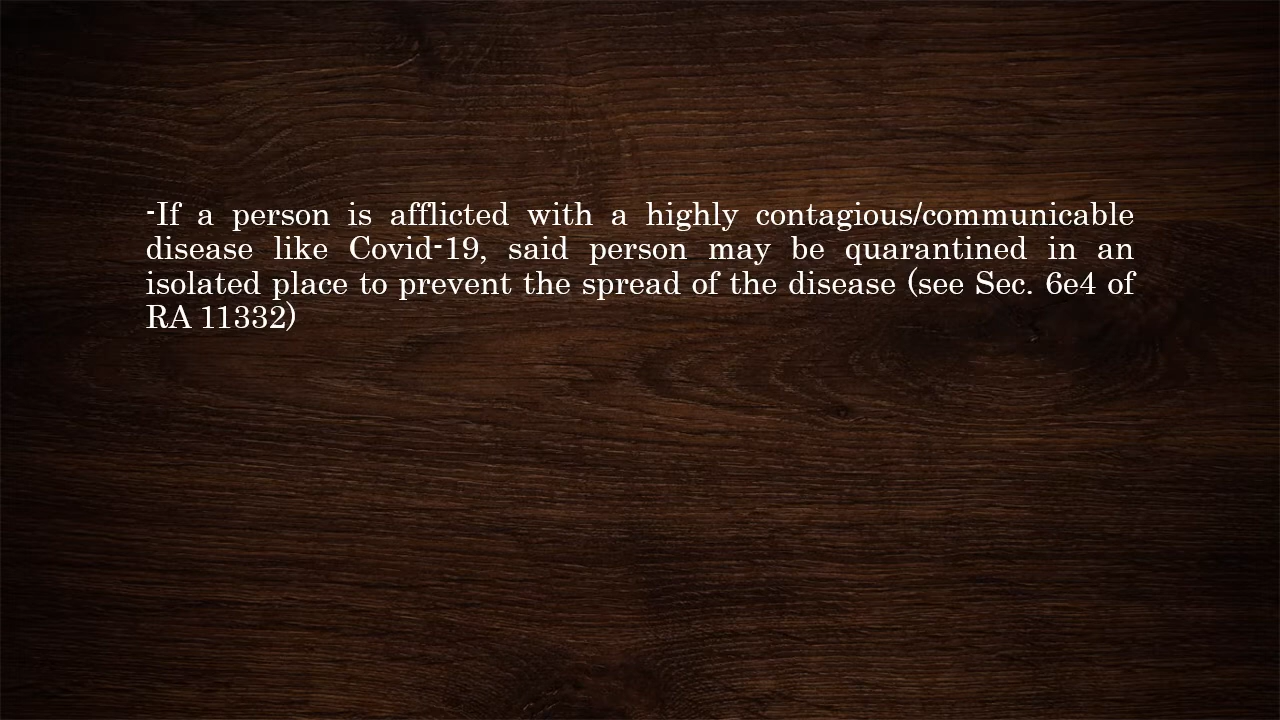 -If a person is afflicted with a highly contagious/communicable
disease like Covid-19, said person may be quarantined in an
isolated place to prevent the spread of the disease (see Sec. 6e4 of
RA 11332)